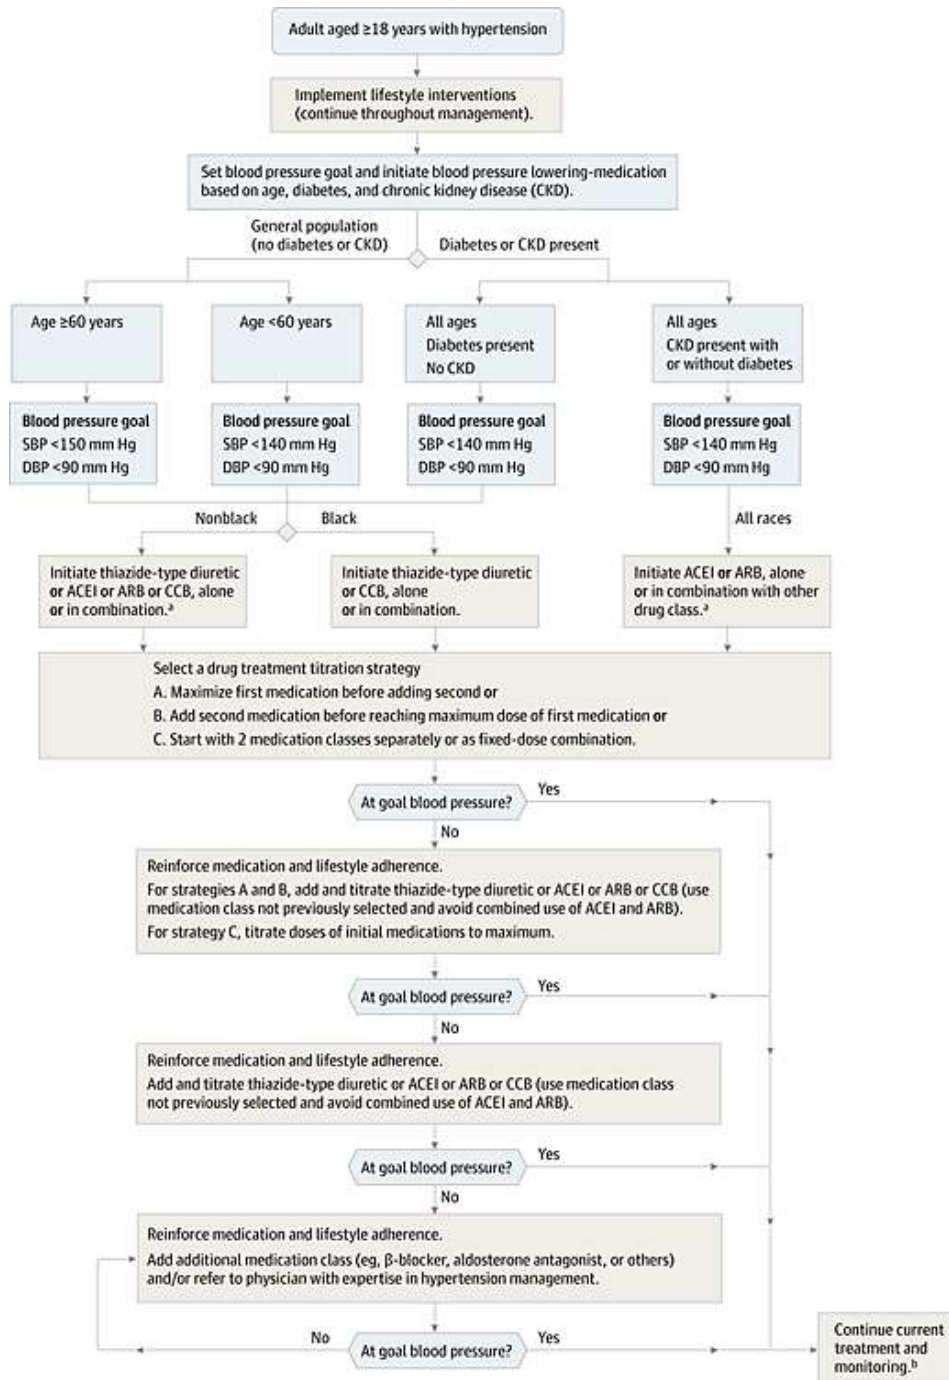 Adult aged ≥18 years with hypertension
Implement lifestyle interventions
(continue throughout management).
Set blood pressure goal and initiate blood pressure lowering-medication
based on age, diabetes, and chronic kidney disease (CKD).
General population
(no diabetes or CKD)
Diabetes or CKD present
Age ≥60 years
Age <60 years
All ages
Diabetes present
No CKD
All ages
CKD present with
or without diabetes
Blood pressure goal
SBP <150 mm Hg
DBP <90 mm Hg
Blood pressure goal
SBP <140 mm Hg
DBP <90 mm Hg
Blood pressure goal
SBP <140 mm Hg
DBP <90 mm Hg
Blood pressure goal
SBP <140 mm Hg
DBP <90 mm Hg
Nonblack
Black
All races
Initiate thiazide-type diuretic
or ACEI or ARB or CCB, alone
or in combination.ª
Initiate thiazide-type diuretic
or CCB, alone
or in combination.
Initiate ACEI or ARB, alone
or in combination with other
drug class.ª
Select a drug treatment titration strategy
A. Maximize first medication before adding second or
B. Add second medication before reaching maximum dose of first medication or
C. Start with 2 medication classes separately or as fixed-dose combination.
At goal blood pressure?
Yes
No
Reinforce medication and lifestyle adherence.
For strategies A and B, add and titrate thiazide-type diuretic or ACEI or ARB or CCB (use
medication class not previously selected and avoid combined use of ACEI and ARB).
For strategy C, titrate doses of initial medications to maximum.
At goal blood pressure?
Yes
No
Reinforce medication and lifestyle adherence.
Add and titrate thiazide-type diuretic or ACEI or ARB or CCB (use medication class
not previously selected and avoid combined use of ACEI and ARB).
At goal blood pressure?
Yes
No
Reinforce medication and lifestyle adherence.
Add additional medication class (eg, β-blocker, aldosterone antagonist, or others)
and/or refer to physician with expertise in hypertension management.
No
At goal blood pressure?
Yes
Continue current
treatment and
monitoring.ᵇ